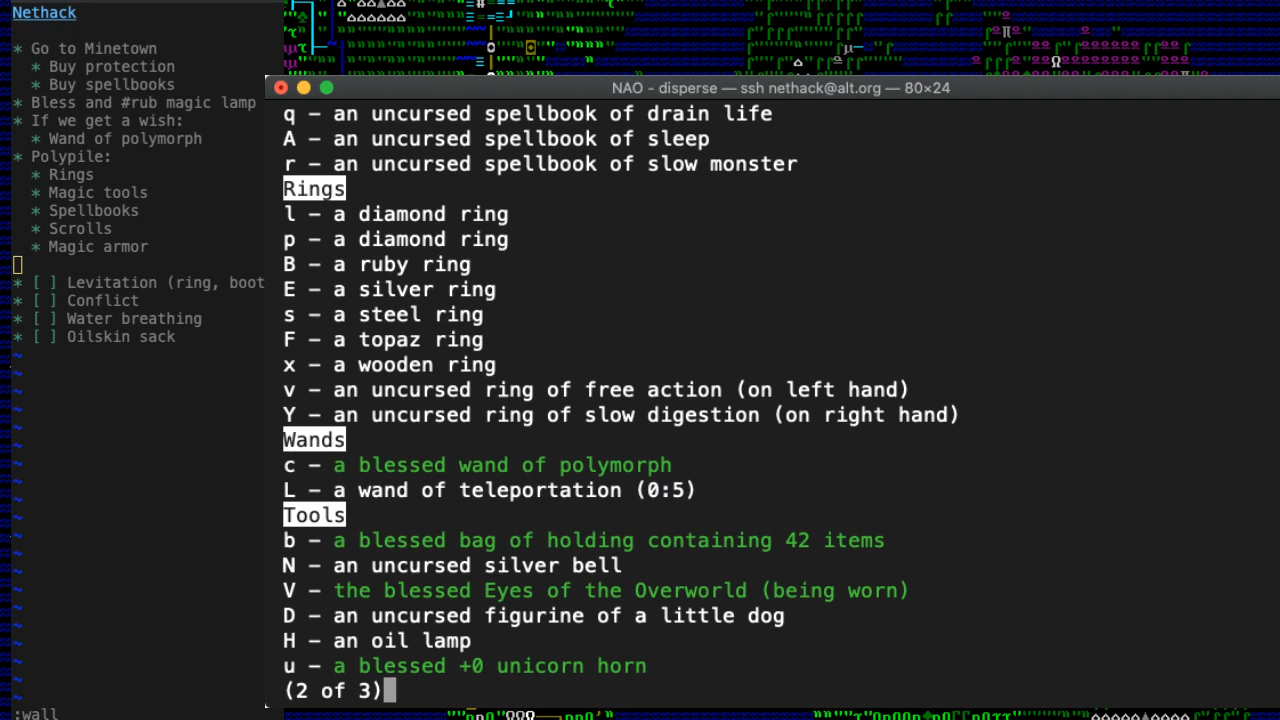 Nethack
* Go to Minetown
* Buy protection
* Buy spellbooks
* Bless and #rub magic lamp
* If we get a wish:
* Wand of polymorph
* Polypile:
* Rings
* Magic tools
* Spellbooks
* Scrolls
* Magic armor
* [ ] Levitation (ring, boot
* [ ] Conflict
* [ ] Water breathing
* [ ] Oilskin sack
:wall
NAO - disperse — ssh nethack@alt.org — 80×24
q - an uncursed spellbook of drain life
A - an uncursed spellbook of sleep
r - an uncursed spellbook of slow monster
Rings
l - a diamond ring
p - a diamond ring
B - a ruby ring
E - a silver ring
s - a steel ring
F - a topaz ring
x - a wooden ring
v - an uncursed ring of free action (on left hand)
Y - an uncursed ring of slow digestion (on right hand)
Wands
c - a blessed wand of polymorph
L - a wand of teleportation (0:5)
Tools
b - a blessed bag of holding containing 42 items
N - an uncursed silver bell
V - the blessed Eyes of the Overworld (being worn)
D - an uncursed figurine of a little dog
H - an oil lamp
u - a blessed +0 unicorn horn
(2 of 3)